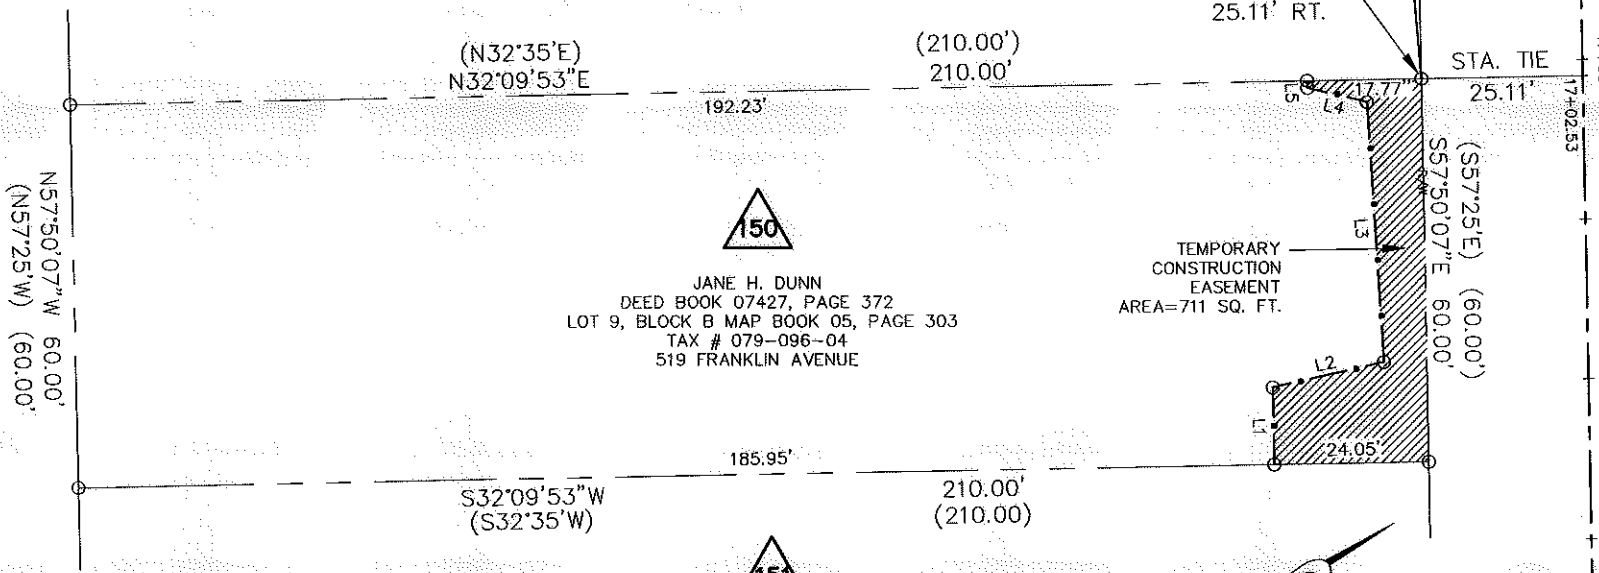 25.11' RT.
(N32°35'E)
N32°09'53"E
(210.00')
210.00'
STA. TIE
25.11'
17+02.53
192.23'
17.77'
L5
L4
L3
L2
L1
N57°50'07"W 60.00'
(N57°25'W) (60.00')
(S57°25'E) (60.00')
S57°50'07"E 60.00'
150
JANE H. DUNN
DEED BOOK 07427, PAGE 372
LOT 9, BLOCK B MAP BOOK 05, PAGE 303
TAX # 079-096-04
519 FRANKLIN AVENUE
TEMPORARY
CONSTRUCTION
EASEMENT
AREA=711 SQ. FT.
185.95'
24.05'
S32°09'53"W
(S32°35'W)
210.00'
(210.00)
151